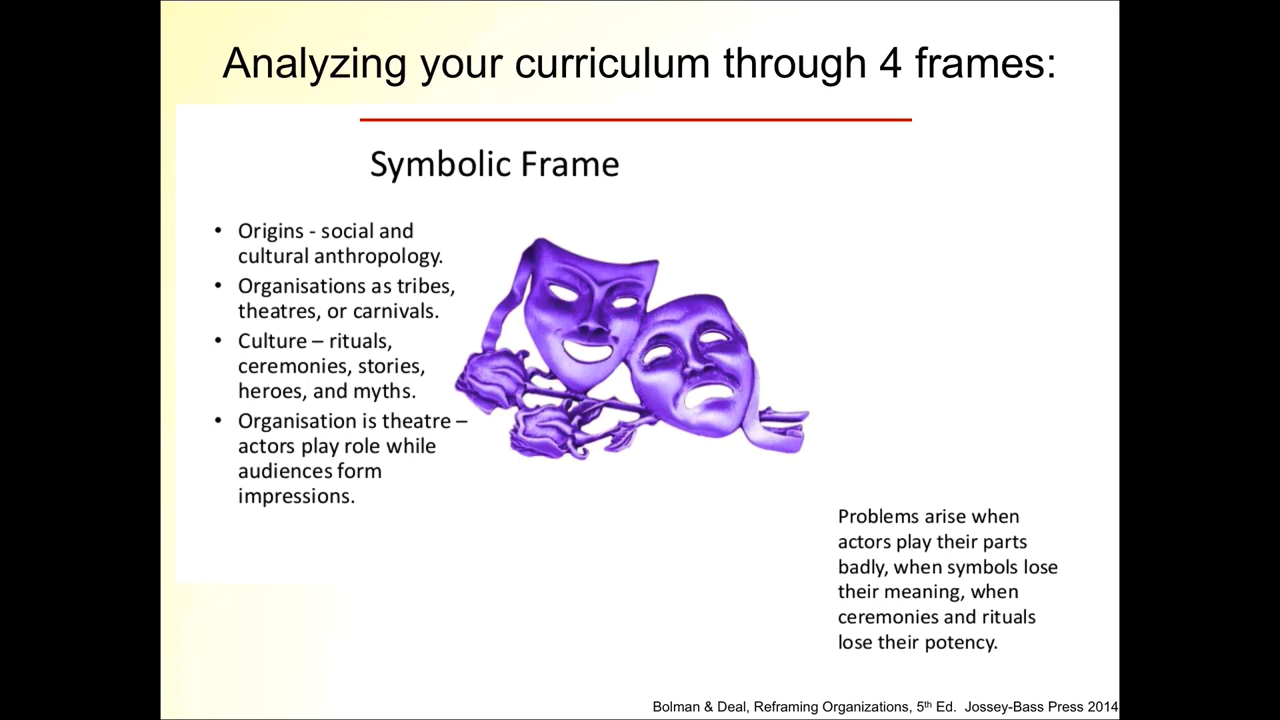 Analyzing your curriculum through 4 frames:
Symbolic Frame
• Origins - social and
cultural anthropology.
• Organisations as tribes,
theatres, or carnivals.
• Culture – rituals,
ceremonies, stories,
heroes, and myths.
• Organisation is theatre –
actors play role while
audiences form
impressions.
Problems arise when
actors play their parts
badly, when symbols lose
their meaning, when
ceremonies and rituals
lose their potency.
Bolman & Deal, Reframing Organizations, 5th Ed. Jossey-Bass Press 2014